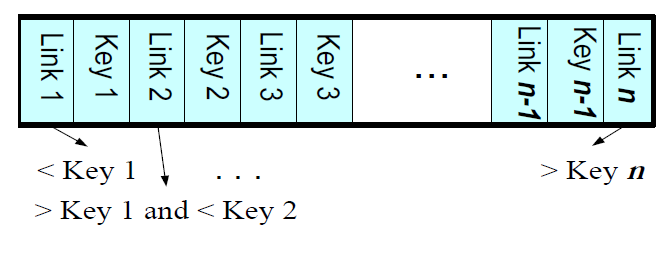 Link 1 Key 1 Link 2 Key 2 Link 3 Key 3 ... Link n-1 Key n-1 Link n
< Key 1 ... > Key n
> Key 1 and < Key 2